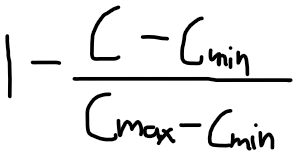 1 - (C - Cmin) / (Cmax - Cmin)